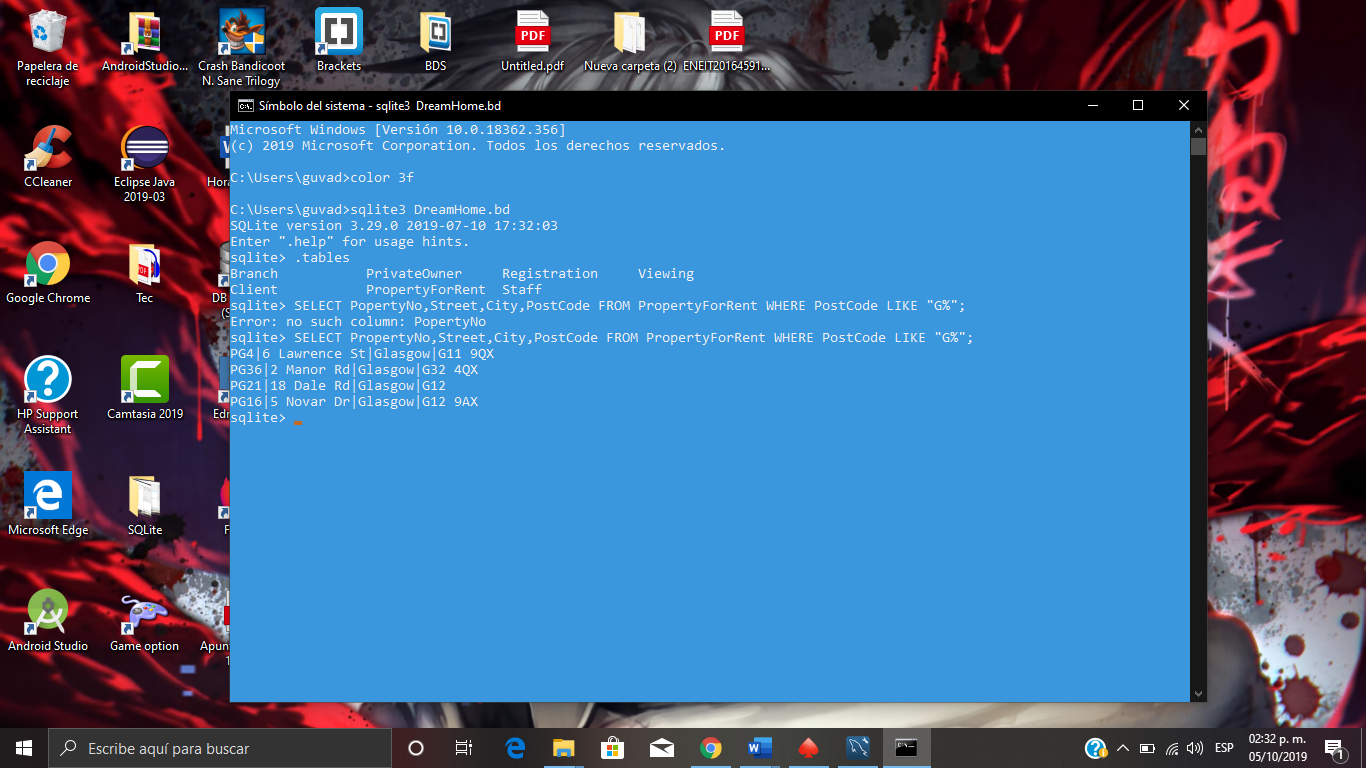 Papelera de
reciclaje
AndroidStudio...
Crash Bandicoot
N. Sane Trilogy
Brackets
BDS
PDF
Untitled.pdf
Nueva carpeta (2)
PDF
ENEIT20164591...
Símbolo del sistema - sqlite3 DreamHome.bd
Microsoft Windows [Versión 10.0.18362.356]
(c) 2019 Microsoft Corporation. Todos los derechos reservados.
C:\Users\guvad>color 3f
C:\Users\guvad>sqlite3 DreamHome.bd
SQLite version 3.29.0 2019-07-10 17:32:03
Enter ".help" for usage hints.
sqlite> .tables
Branch PrivateOwner Registration Viewing
Client PropertyForRent Staff
sqlite> SELECT PopertyNo,Street,City,PostCode FROM PropertyForRent WHERE PostCode LIKE "G%";
Error: no such column: PopertyNo
sqlite> SELECT PropertyNo,Street,City,PostCode FROM PropertyForRent WHERE PostCode LIKE "G%";
PG4|6 Lawrence St|Glasgow|G11 9QX
PG36|2 Manor Rd|Glasgow|G32 4QX
PG21|18 Dale Rd|Glasgow|G12
PG16|5 Novar Dr|Glasgow|G12 9AX
sqlite>
CCleaner
Eclipse Java
2019-03
Google Chrome
Tec
HP Support
Assistant
Camtasia 2019
Microsoft Edge
SQLite
Android Studio
Game option
Escribe aquí para buscar
ESP
02:32 p. m.
05/10/2019
1